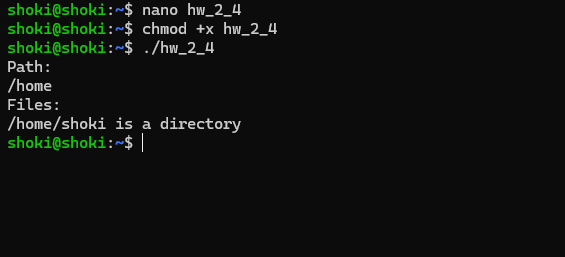 shoki@shoki:~$ nano hw_2_4
shoki@shoki:~$ chmod +x hw_2_4
shoki@shoki:~$ ./hw_2_4
Path:
/home
Files:
/home/shoki is a directory
shoki@shoki:~$